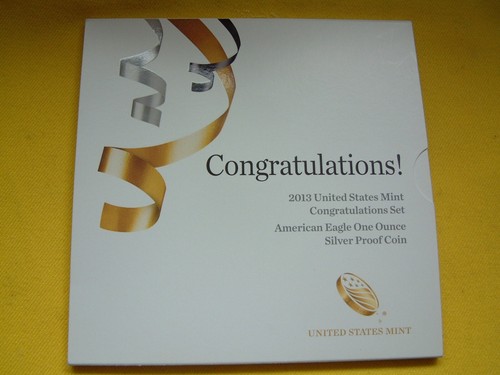 Congratulations!
2013 United States Mint
Congratulations Set
American Eagle One Ounce
Silver Proof Coin
UNITED STATES MINT